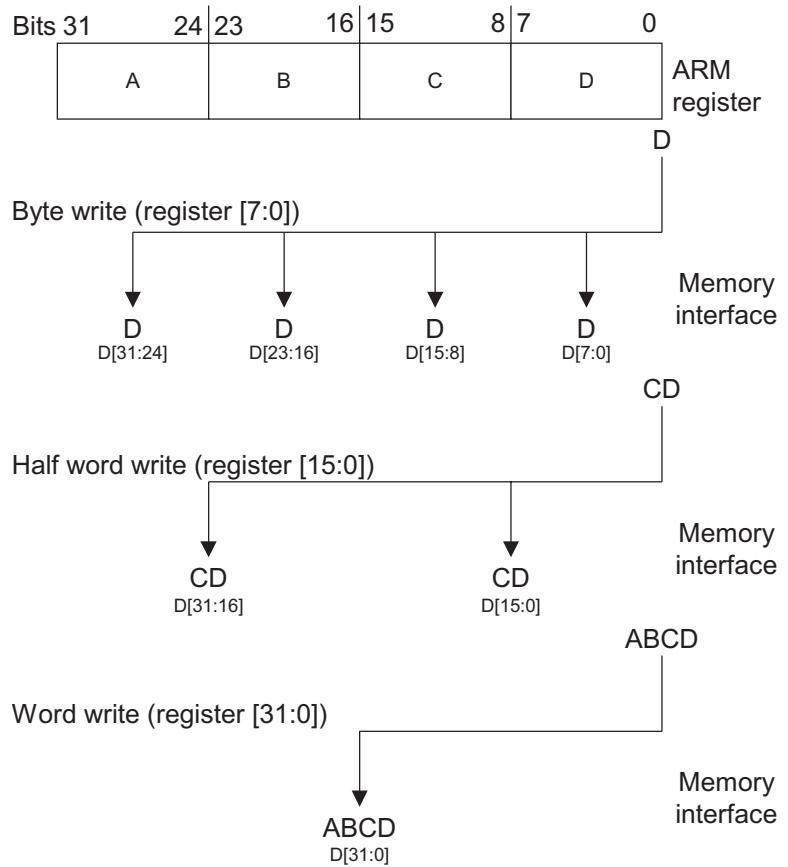 Bits 31 24 23 16 15 8 7 0
A B C D
ARM
register
D
Byte write (register [7:0])
Memory
interface
D D D D
D[31:24] D[23:16] D[15:8] D[7:0]
CD
Half word write (register [15:0])
Memory
interface
CD CD
D[31:16] D[15:0]
ABCD
Word write (register [31:0])
Memory
interface
ABCD
D[31:0]